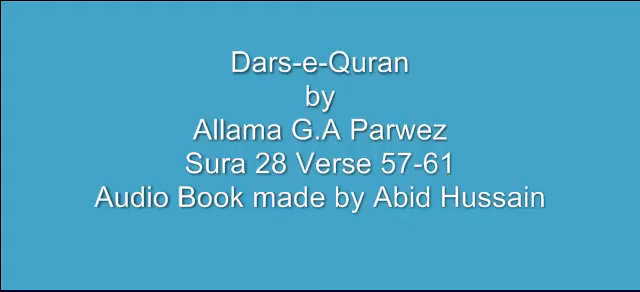 Dars-e-Quran
by
Allama G.A Parwez
Sura 28 Verse 57-61
Audio Book made by Abid Hussain